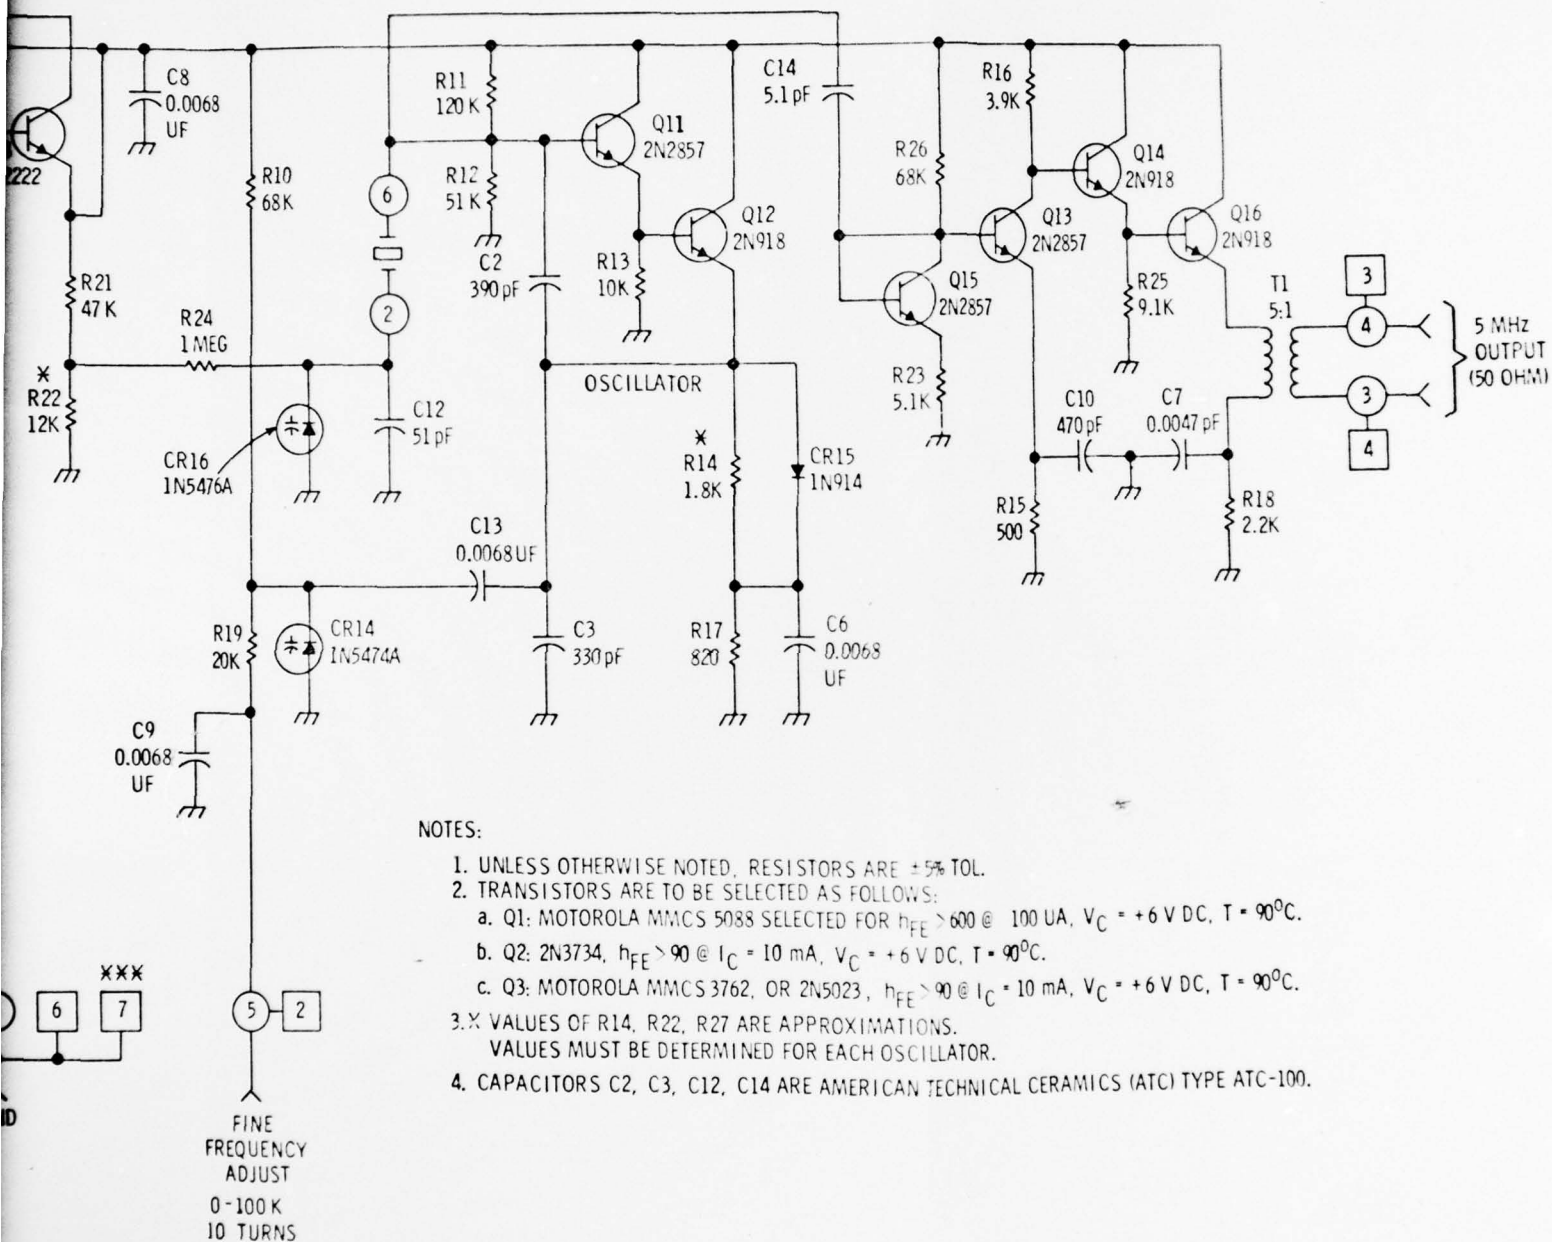 C8
0.0068
UF
2222
R10
68K
R11
120 K
R12
51 K
6
2
C2
390 pF
Q11
2N2857
R13
10K
Q12
2N918
C14
5.1 pF
R16
3.9K
R26
68K
Q14
2N918
Q13
2N2857
Q16
2N918
Q15
2N2857
R25
9.1K
T1
5:1
3
4
3
4
5 MHz
OUTPUT
(50 OHM)
R21
47 K
R24
1 MEG
*
R22
12K
CR16
1N5476A
C12
51 pF
OSCILLATOR
R23
5.1K
C10
470 pF
C7
0.0047 pF
*
R14
1.8K
CR15
1N914
R15
500
R18
2.2K
C13
0.0068 UF
R19
20K
CR14
1N5474A
C3
330 pF
R17
820
C6
0.0068
UF
C9
0.0068
UF
NOTES:
1. UNLESS OTHERWISE NOTED, RESISTORS ARE ±5% TOL.
2. TRANSISTORS ARE TO BE SELECTED AS FOLLOWS:
a. Q1: MOTOROLA MMCS 5088 SELECTED FOR hFE > 600 @ 100 UA, VC = +6 V DC, T = 90⁰C.
b. Q2: 2N3734, hFE > 90 @ IC = 10 mA, VC = +6 V DC, T = 90⁰C.
c. Q3: MOTOROLA MMCS 3762, OR 2N5023, hFE > 90 @ IC = 10 mA, VC = +6 V DC, T = 90⁰C.
3.* VALUES OF R14, R22, R27 ARE APPROXIMATIONS.
VALUES MUST BE DETERMINED FOR EACH OSCILLATOR.
4. CAPACITORS C2, C3, C12, C14 ARE AMERICAN TECHNICAL CERAMICS (ATC) TYPE ATC-100.
***
6
7
5
2
FINE
FREQUENCY
ADJUST
0-100 K
10 TURNS